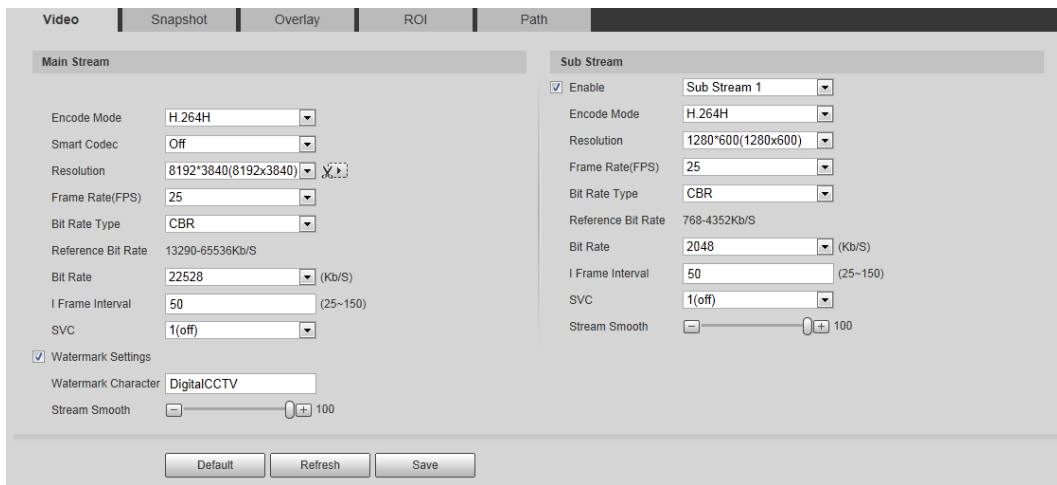 Video Snapshot Overlay ROI Path
Main Stream
Encode Mode H.264H
Smart Codec Off
Resolution 8192*3840(8192x3840)
Frame Rate(FPS) 25
Bit Rate Type CBR
Reference Bit Rate 13290-65536Kb/S
Bit Rate 22528 (Kb/S)
I Frame Interval 50 (25~150)
SVC 1(off)
Watermark Settings
Watermark Character DigitalCCTV
Stream Smooth 100
Sub Stream
Enable Sub Stream 1
Encode Mode H.264H
Resolution 1280*600(1280x600)
Frame Rate(FPS) 25
Bit Rate Type CBR
Reference Bit Rate 768-4352Kb/S
Bit Rate 2048 (Kb/S)
I Frame Interval 50 (25~150)
SVC 1(off)
Stream Smooth 100
Default Refresh Save